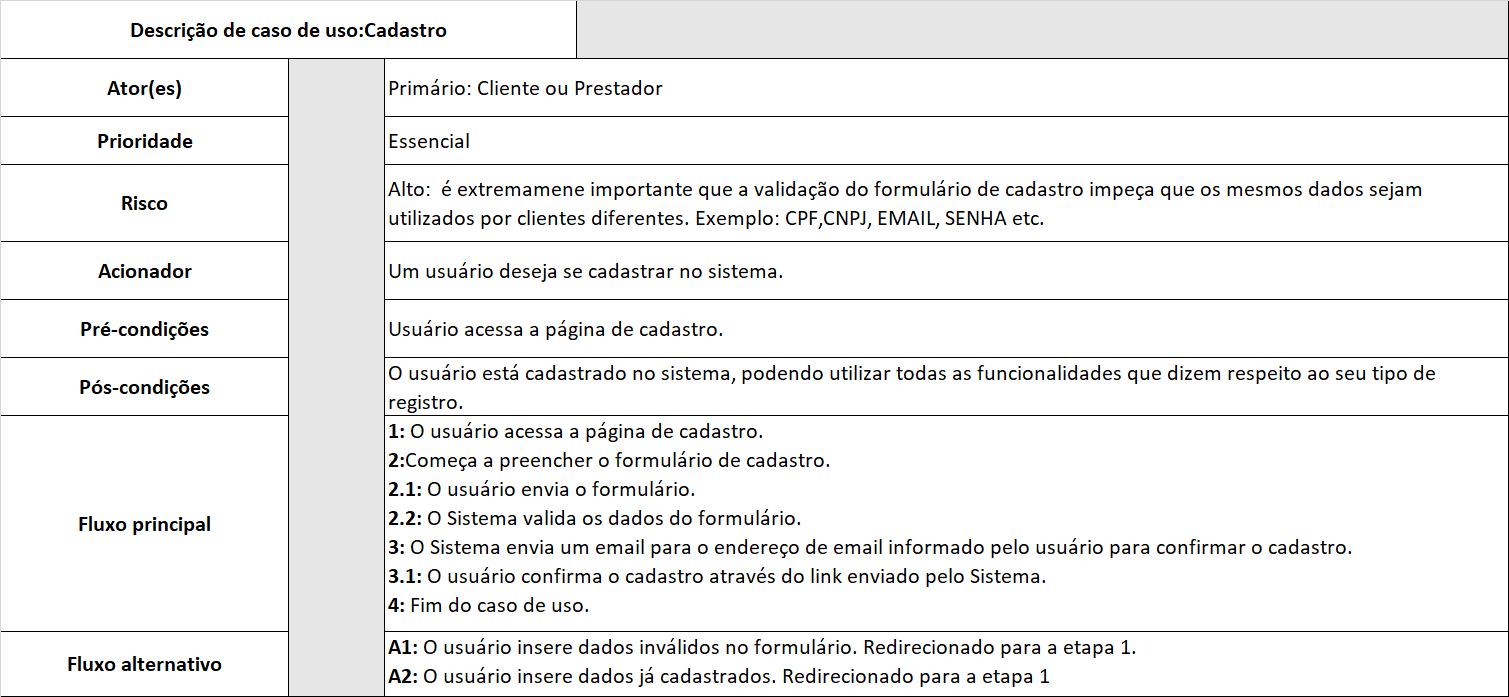 Descrição de caso de uso:Cadastro
Ator(es)
Primário: Cliente ou Prestador
Prioridade
Essencial
Risco
Alto:  é extremamene importante que a validação do formulário de cadastro impeça que os mesmos dados sejam
utilizados por clientes diferentes. Exemplo: CPF,CNPJ, EMAIL, SENHA etc.
Acionador
Um usuário deseja se cadastrar no sistema.
Pré-condições
Usuário acessa a página de cadastro.
Pós-condições
O usuário está cadastrado no sistema, podendo utilizar todas as funcionalidades que dizem respeito ao seu tipo de
registro.
Fluxo principal
1: O usuário acessa a página de cadastro.
2:Começa a preencher o formulário de cadastro.
2.1: O usuário envia o formulário.
2.2: O Sistema valida os dados do formulário.
3: O Sistema envia um email para o endereço de email informado pelo usuário para confirmar o cadastro.
3.1: O usuário confirma o cadastro através do link enviado pelo Sistema.
4: Fim do caso de uso.
Fluxo alternativo
A1: O usuário insere dados inválidos no formulário. Redirecionado para a etapa 1.
A2: O usuário insere dados já cadastrados. Redirecionado para a etapa 1